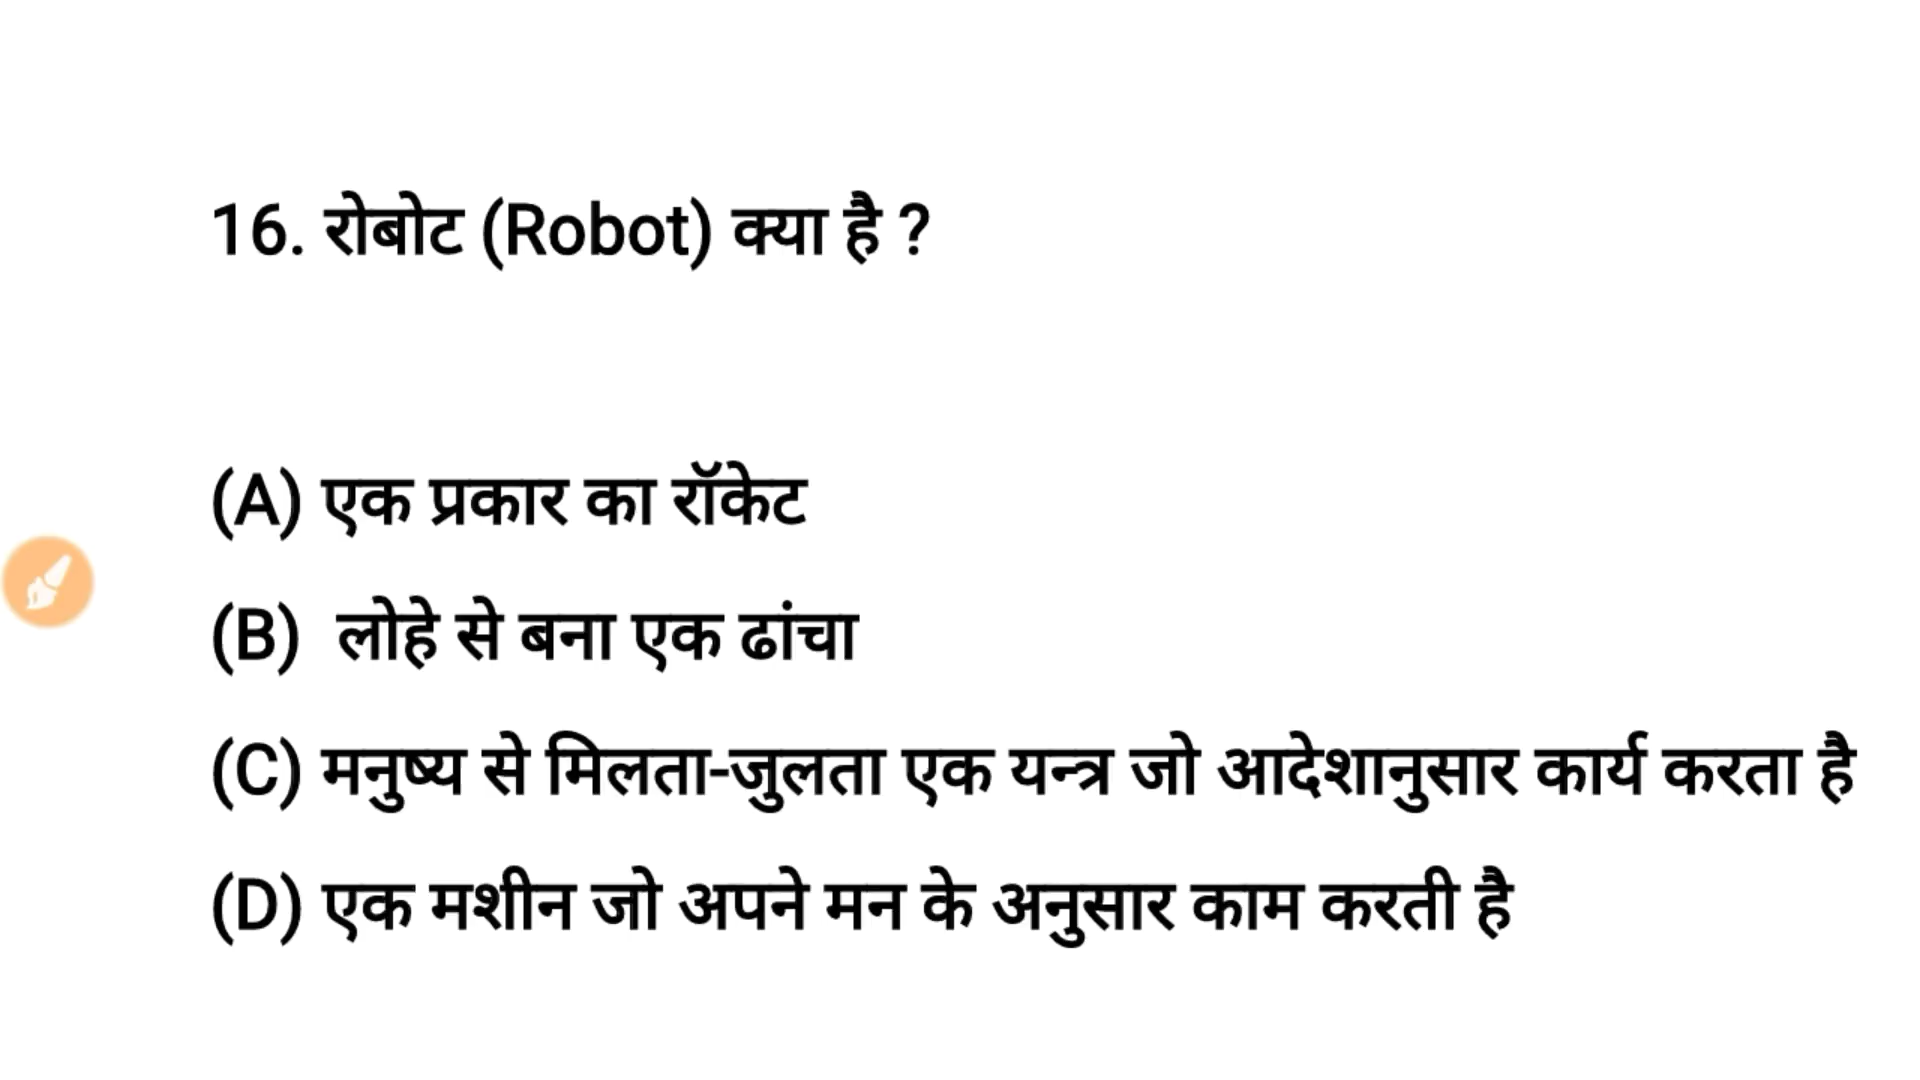 16. रोबोट (Robot) क्या है ?
(A) एक प्रकार का रॉकेट
(B) लोहे से बना एक ढांचा
(C) मनुष्य से मिलता-जुलता एक यन्त्र जो आदेशानुसार कार्य करता है
(D) एक मशीन जो अपने मन के अनुसार काम करती है